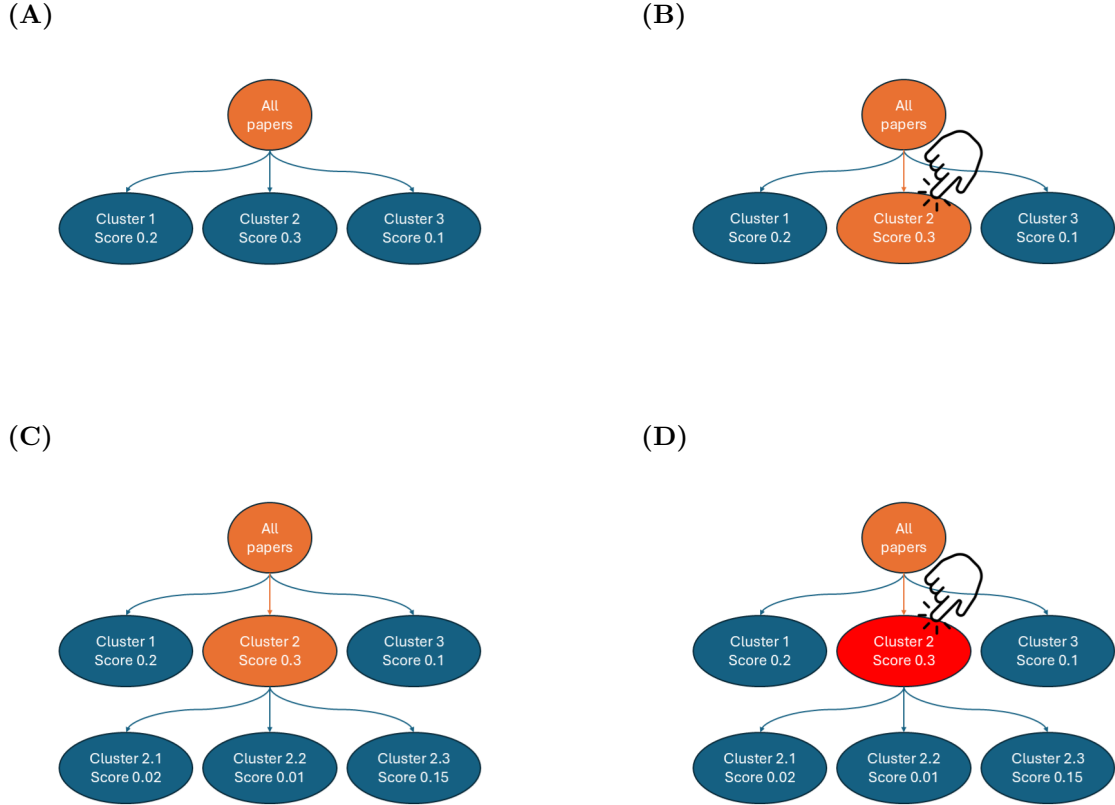 (A)
All
papers
Cluster 1
Score 0.2
Cluster 2
Score 0.3
Cluster 3
Score 0.1
(B)
All
papers
Cluster 1
Score 0.2
Cluster 2
Score 0.3
Cluster 3
Score 0.1
(C)
All
papers
Cluster 1
Score 0.2
Cluster 2
Score 0.3
Cluster 3
Score 0.1
Cluster 2.1
Score 0.02
Cluster 2.2
Score 0.01
Cluster 2.3
Score 0.15
(D)
All
papers
Cluster 1
Score 0.2
Cluster 2
Score 0.3
Cluster 3
Score 0.1
Cluster 2.1
Score 0.02
Cluster 2.2
Score 0.01
Cluster 2.3
Score 0.15